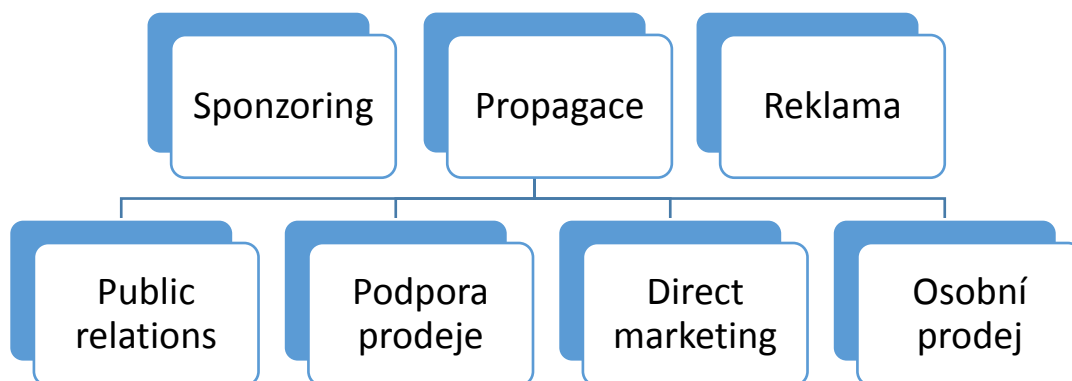 Sponzoring
Propagace
Reklama
Public
relations
Podpora
prodeje
Direct
marketing
Osobní
prodej